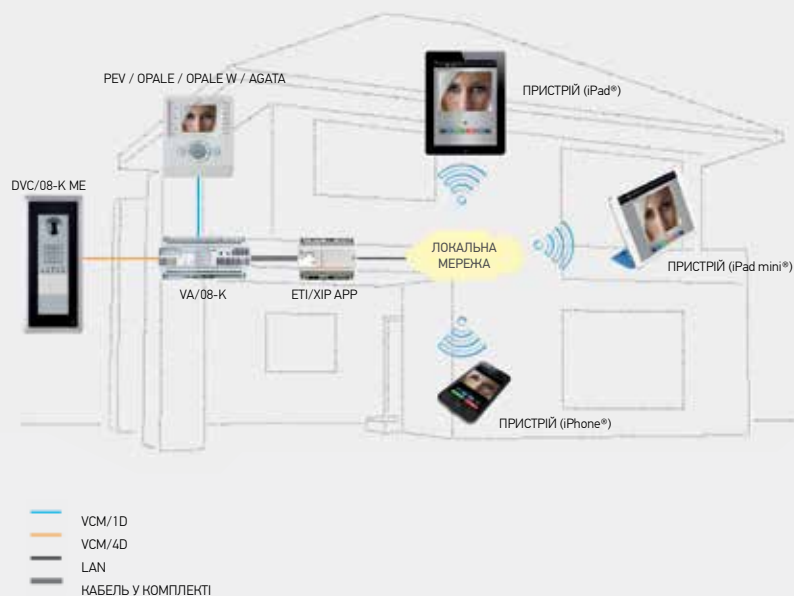 PEV / OPALE / OPALE W / AGATA
ПРИСТРІЙ (iPad®)
DVC/08-K ME
ЛОКАЛЬНА
МЕРЕЖА
ПРИСТРІЙ (iPad mini®)
VA/08-K
ETI/XIP APP
ПРИСТРІЙ (iPhone®)
VCM/1D
VCM/4D
LAN
КАБЕЛЬ У КОМПЛЕКТІ